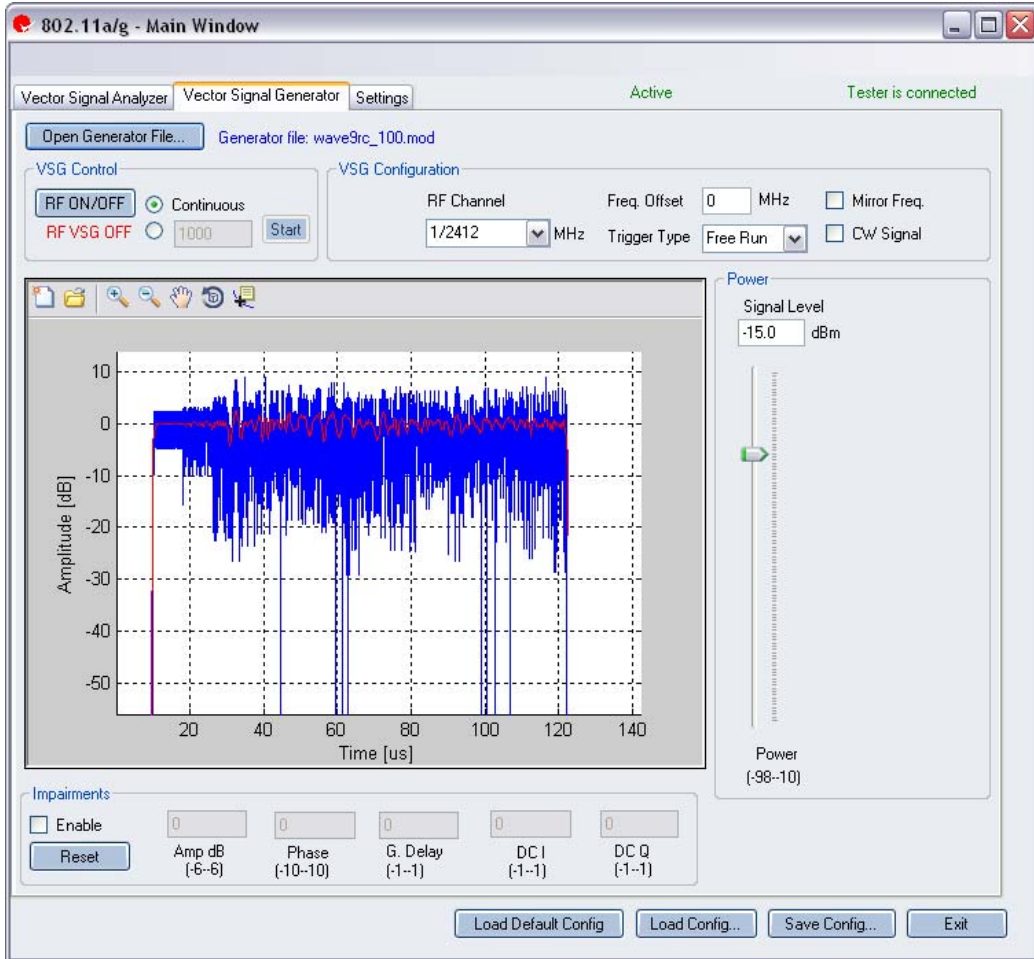 802.11a/g - Main Window
Vector Signal Analyzer Vector Signal Generator Settings Active Tester is connected
Open Generator File... Generator file: wave9rc_100.mod
VSG Control VSG Configuration
RF ON/OFF Continuous RF Channel Freq. Offset 0 MHz Mirror Freq.
RF VSG OFF 1000 Start 1/2412 MHz Trigger Type Free Run CW Signal
Power
Signal Level
-15.0 dBm
10
0
-10
-20
-30
-40
-50
Amplitude [dB]
20 40 60 80 100 120 140
Time [us]
Power
(-98--10)
Impairments
Enable 0 0 0 0 0
Reset Amp dB Phase G. Delay DC I DC Q
(-6--6) (-10--10) (-1--1) (-1--1) (-1--1)
Load Default Config Load Config... Save Config... Exit